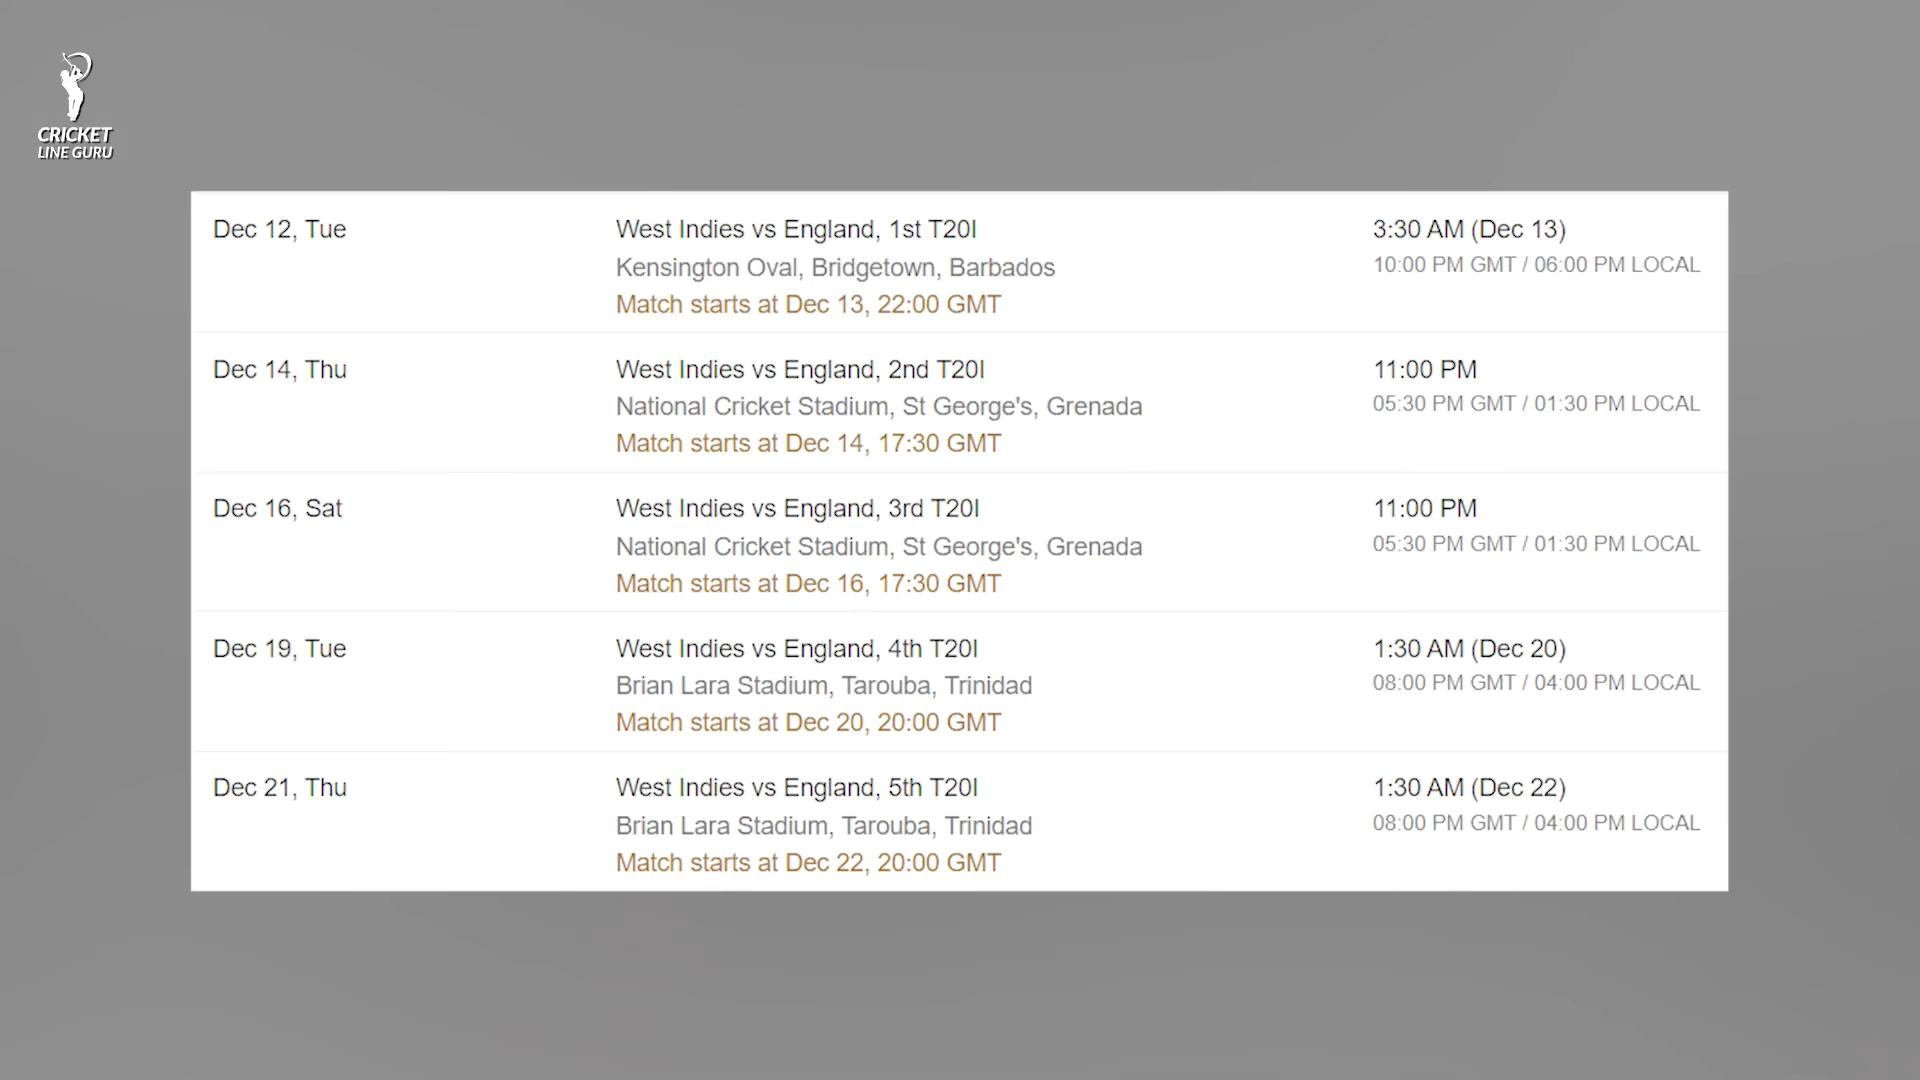 CRICKET
LINE GURU
Dec 12, Tue
West Indies vs England, 1st T20I
Kensington Oval, Bridgetown, Barbados
Match starts at Dec 13, 22:00 GMT
3:30 AM (Dec 13)
10:00 PM GMT / 06:00 PM LOCAL
Dec 14, Thu
West Indies vs England, 2nd T20I
National Cricket Stadium, St George's, Grenada
Match starts at Dec 14, 17:30 GMT
11:00 PM
05:30 PM GMT / 01:30 PM LOCAL
Dec 16, Sat
West Indies vs England, 3rd T20I
National Cricket Stadium, St George's, Grenada
Match starts at Dec 16, 17:30 GMT
11:00 PM
05:30 PM GMT / 01:30 PM LOCAL
Dec 19, Tue
West Indies vs England, 4th T20I
Brian Lara Stadium, Tarouba, Trinidad
Match starts at Dec 20, 20:00 GMT
1:30 AM (Dec 20)
08:00 PM GMT / 04:00 PM LOCAL
Dec 21, Thu
West Indies vs England, 5th T20I
Brian Lara Stadium, Tarouba, Trinidad
Match starts at Dec 22, 20:00 GMT
1:30 AM (Dec 22)
08:00 PM GMT / 04:00 PM LOCAL